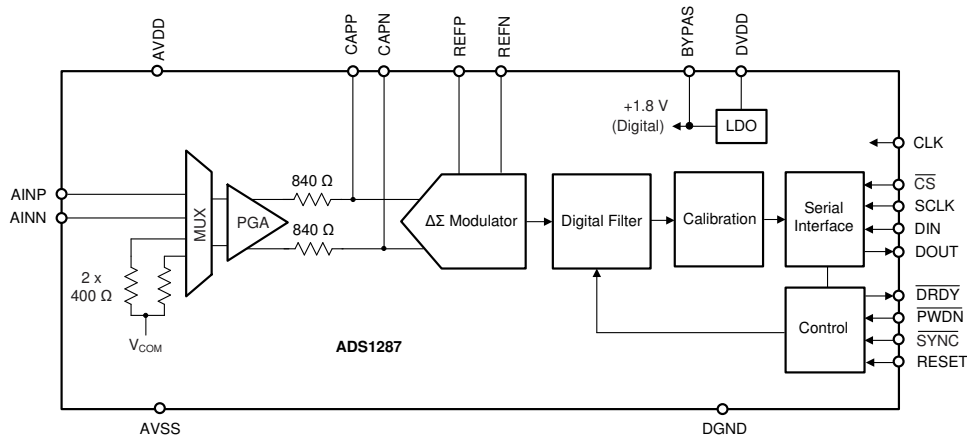 AVDD
CAPP
CAPN
REFP
REFN
BYPAS
DVDD
+1.8 V
(Digital)
LDO
CLK
AINP
AINN
MUX
PGA
840 Ω
840 Ω
ΔΣ Modulator
Digital Filter
Calibration
Serial
Interface
CS
SCLK
DIN
DOUT
2 x
400 Ω
VCOM
ADS1287
Control
DRDY
PWDN
SYNC
RESET
AVSS
DGND